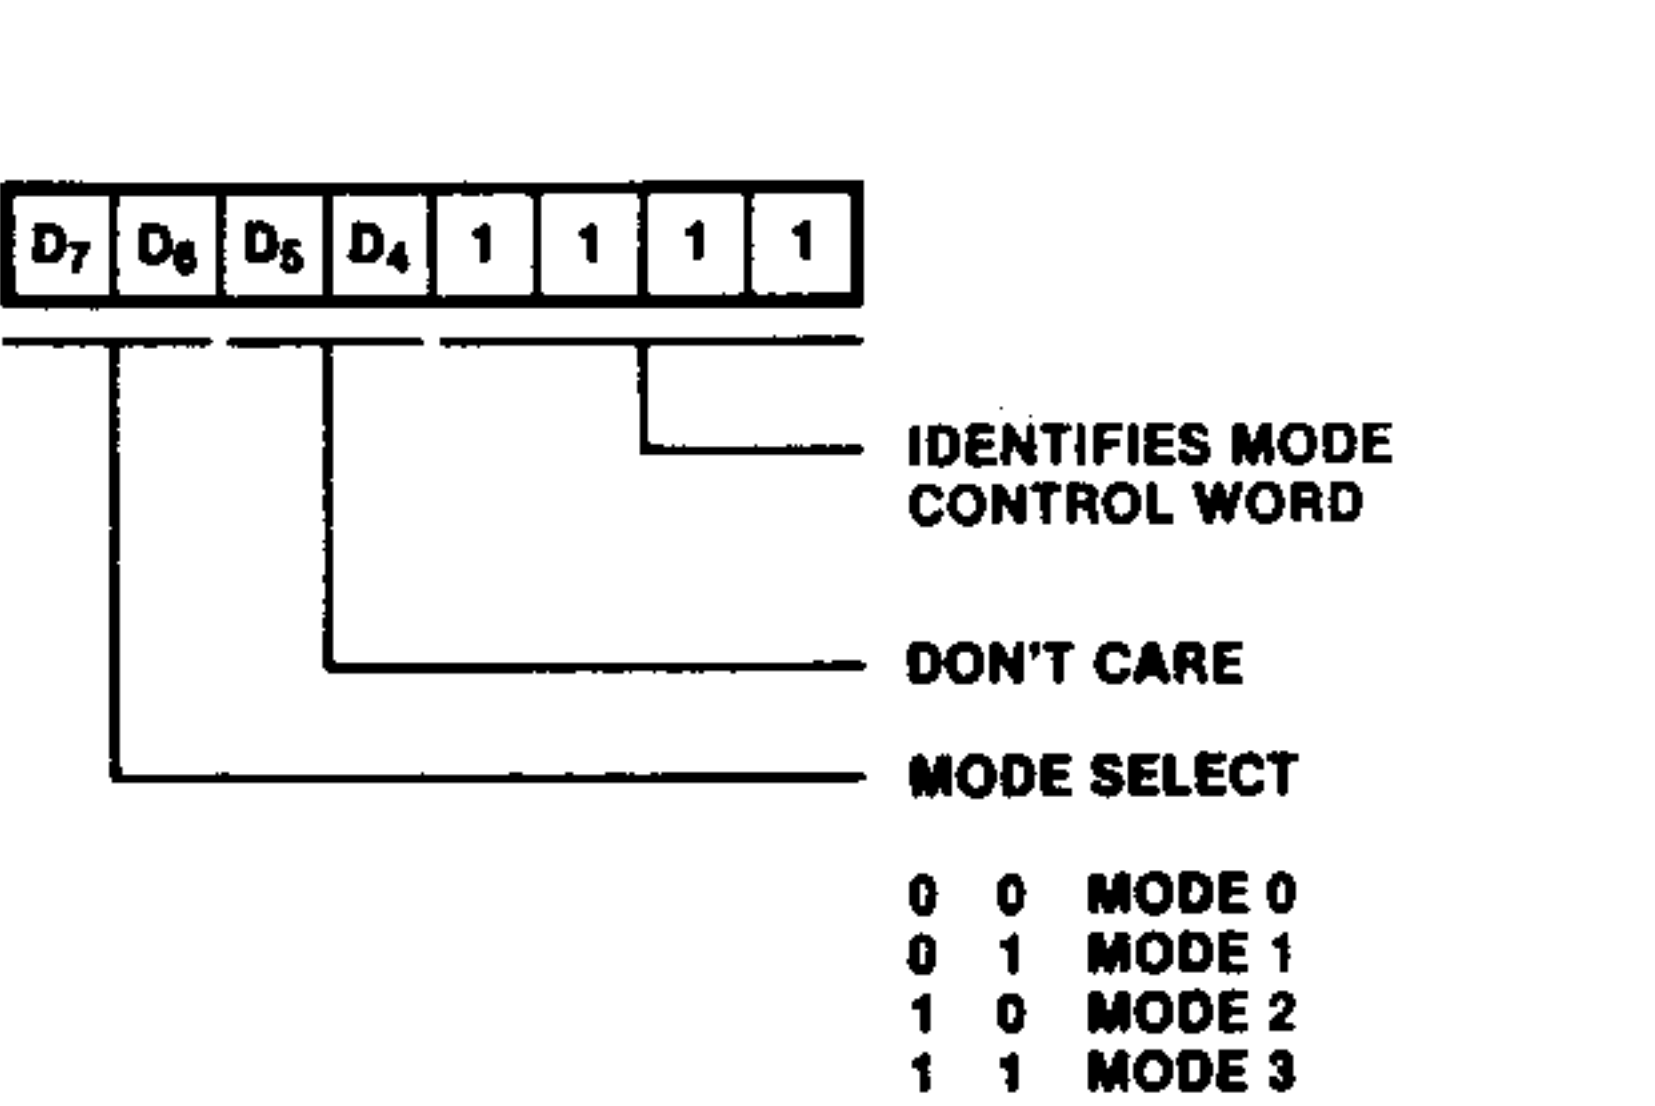 D7 D6 D5 D4 1 1 1 1
IDENTIFIES MODE
CONTROL WORD
DON'T CARE
MODE SELECT
0 0 MODE 0
0 1 MODE 1
1 0 MODE 2
1 1 MODE 3